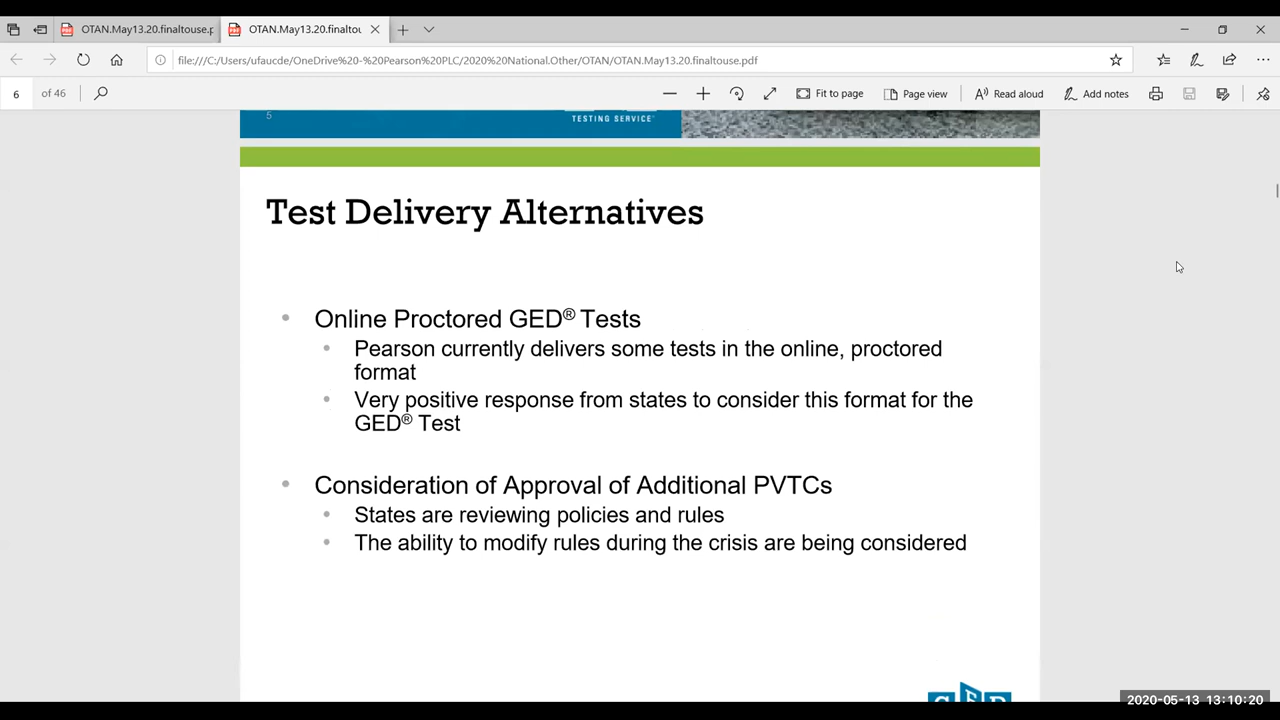 OTAN.May13.20.finaltouse.p
OTAN.May13.20.finaltou
file:///C:/Users/ufaucde/OneDrive%20-%20Pearson%20PLC/2020%20National.Other/OTAN/OTAN.May13.20.finaltouse.pdf
6 of 46
Fit to page
Page view
Read aloud
Add notes
5
TESTING SERVICE
Test Delivery Alternatives
• Online Proctored GED® Tests
• Pearson currently delivers some tests in the online, proctored
format
• Very positive response from states to consider this format for the
GED® Test
• Consideration of Approval of Additional PVTCs
• States are reviewing policies and rules
• The ability to modify rules during the crisis are being considered
GED
2020-05-13 13:10:20